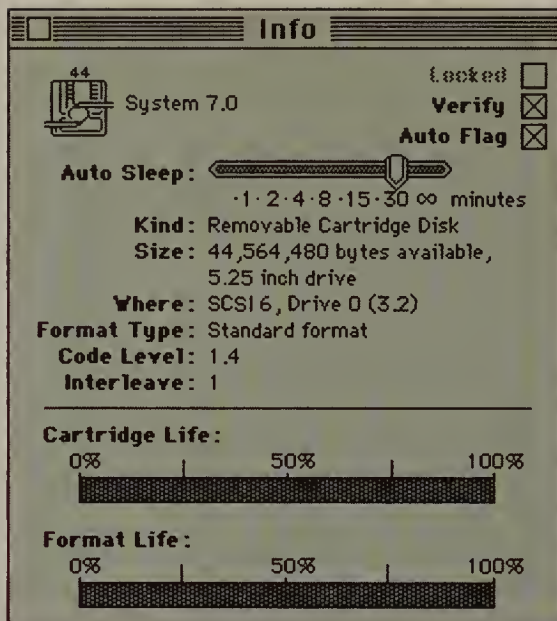 Info
44
System 7.0
Locked
Verify
Auto Flag
Auto Sleep:
·1·2·4·8·15·30 ∞ minutes
Kind: Removable Cartridge Disk
Size: 44,564,480 bytes available,
5.25 inch drive
Where: SCSI 6, Drive 0 (3.2)
Format Type: Standard format
Code Level: 1.4
Interleave: 1
Cartridge Life:
0% 50% 100%
Format Life:
0% 50% 100%